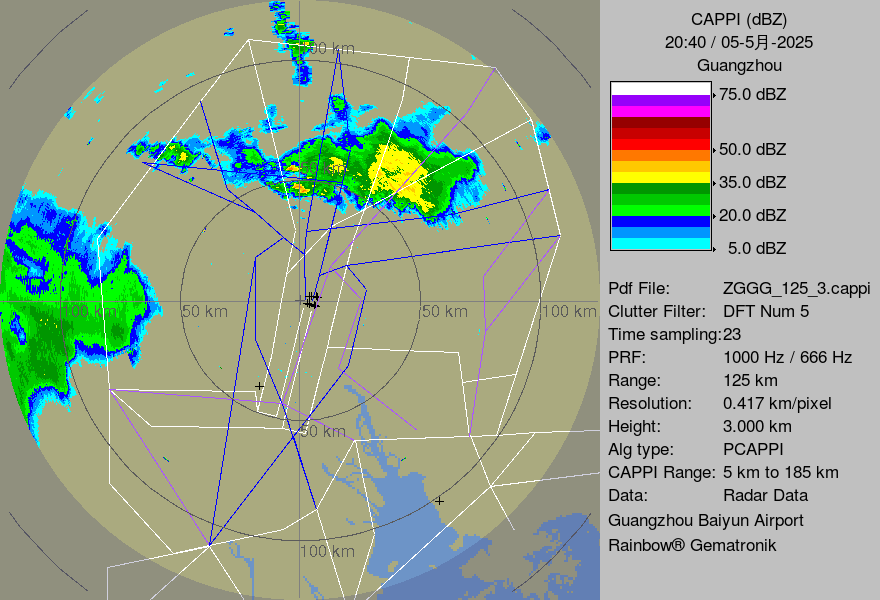 CAPPI (dBZ)
20:40 / 05-5月-2025
Guangzhou
75.0 dBZ
50.0 dBZ
35.0 dBZ
20.0 dBZ
5.0 dBZ
Pdf File: ZGGG_125_3.cappi
Clutter Filter: DFT Num 5
Time sampling:23
PRF: 1000 Hz / 666 Hz
Range: 125 km
Resolution: 0.417 km/pixel
Height: 3.000 km
Alg type: PCAPPI
CAPPI Range: 5 km to 185 km
Data: Radar Data
Guangzhou Baiyun Airport
Rainbow® Gematronik
100 km
100 km
50 km
50 km
100 km
50 km
100 km